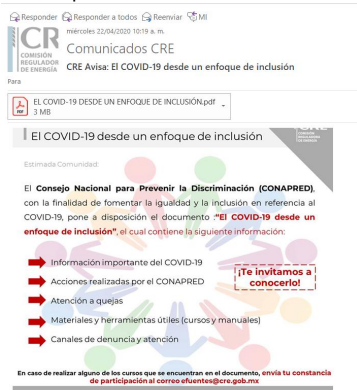 Responder Responder a todos Reenviar MI
miércoles 22/04/2020 10:19 a. m.
CR
COMISIÓN
REGULADORA
DE ENERGÍA
Comunicados CRE
CRE Avisa: El COVID-19 desde un enfoque de inclusión
Para
EL COVID-19 DESDE UN ENFOQUE DE INCLUSIÓN.pdf
3 MB
El COVID-19 desde un enfoque de inclusión
Estimada Comunidad:
El Consejo Nacional para Prevenir la Discriminación (CONAPRED),
con la finalidad de fomentar la igualdad y la inclusión en referencia al
COVID-19, pone a disposición el documento :"El COVID-19 desde un
enfoque de inclusión", el cual contiene la siguiente información:
Información importante del COVID-19
Acciones realizadas por el CONAPRED
Atención a quejas
Materiales y herramientas útiles (cursos y manuales)
Canales de denuncia y atención
¡Te invitamos a
conocerlo!
En caso de realizar alguno de los cursos que se encuentran en el documento, envía tu constancia
de participación al correo efuentes@cre.gob.mx